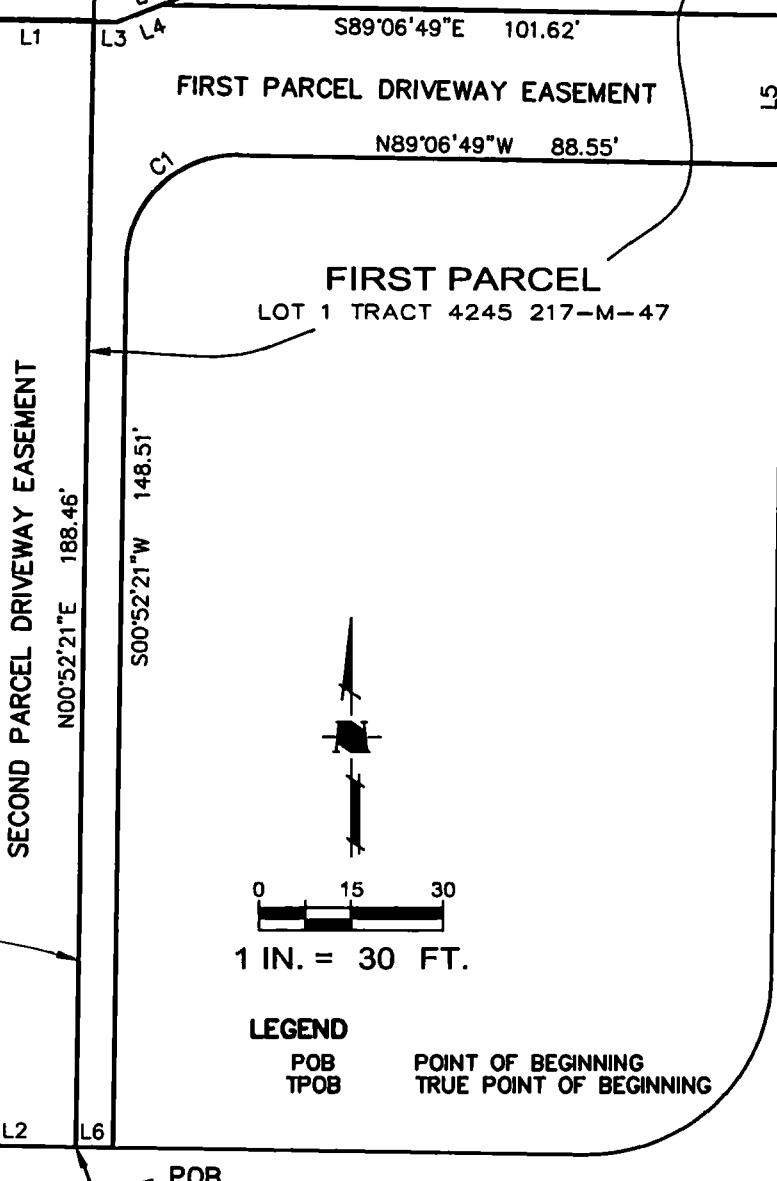 L1
L3
L4
S89°06'49"E 101.62'
FIRST PARCEL DRIVEWAY EASEMENT
L5
N89°06'49"W 88.55'
C1
FIRST PARCEL
LOT 1 TRACT 4245 217-M-47
SECOND PARCEL DRIVEWAY EASEMENT
N00°52'21"E 188.46'
S00°52'21"W 148.51'
0 15 30
1 IN. = 30 FT.
LEGEND
POB POINT OF BEGINNING
TPOB TRUE POINT OF BEGINNING
L2
L6
POB